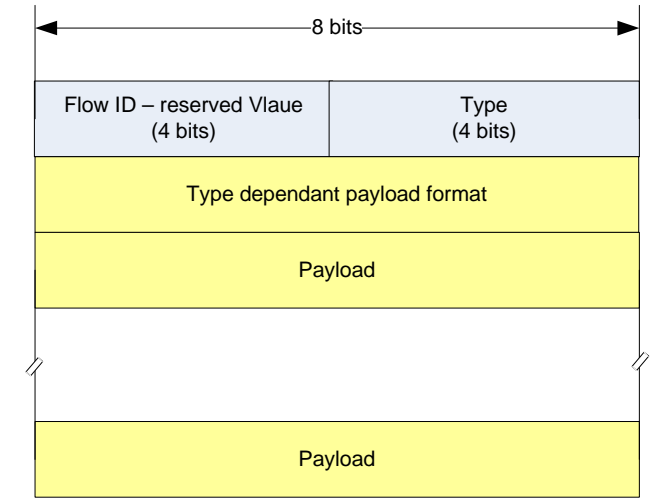 8 bits
Flow ID – reserved Vlaue
(4 bits)
Type
(4 bits)
Type dependant payload format
Payload
Payload